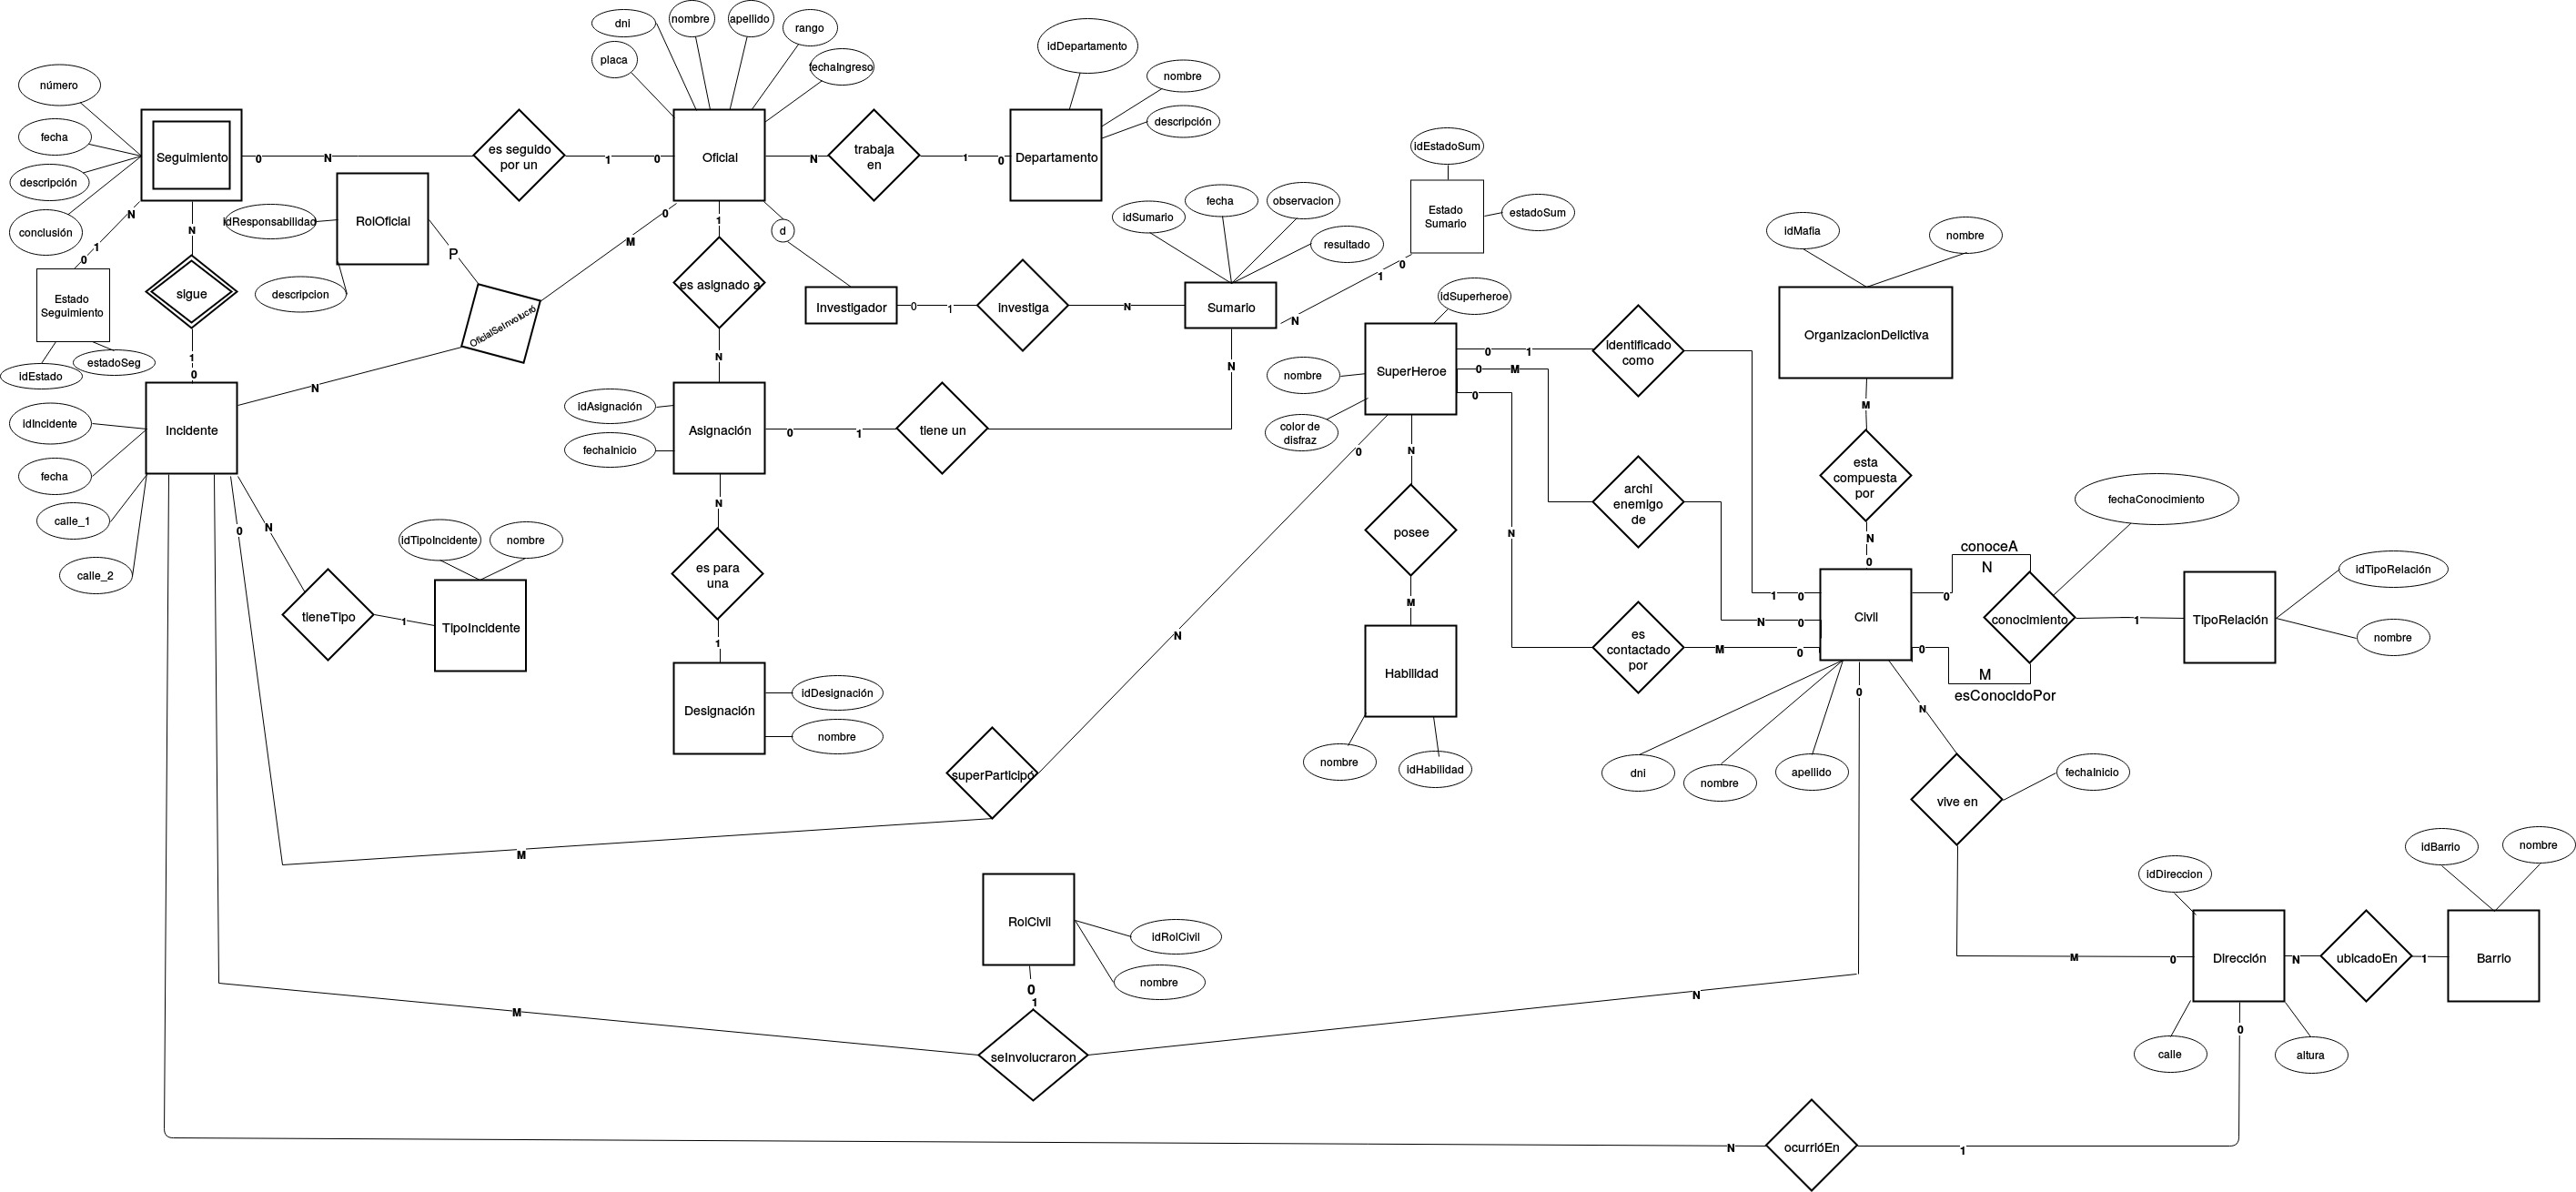 dni
nombre
apellido
rango
placa
fechaIngreso
idDepartamento
nombre
descripción
número
fecha
descripción
conclusión
Seguimiento
0
N
es seguido
por un
1
0
Oficial
N
trabaja
en
1
0
Departamento
idEstadoSum
Estado
Sumario
estadoSum
0
1
N
N
1
0
Estado
Seguimiento
idEstado
estadoSeg
N
sigue
1
0
RolOficial
idResponsabilidad
descripcion
P
OficialSeInvolucró
M
0
N
1
es asignado a
N
d
Investigador
0
1
investiga
N
Sumario
idSumario
fecha
observacion
resultado
N
Incidente
idIncidente
fecha
calle_1
calle_2
idAsignación
fechaInicio
Asignación
0
1
tiene un
N
es para
una
1
Designación
idDesignación
nombre
0
N
tieneTipo
1
TipoIncidente
idTipoIncidente
nombre
idSuperheroe
SuperHeroe
nombre
color de
disfraz
0
1
identificado
como
1
0
0
M
archi
enemigo
de
N
0
0
N
es
contactado
por
M
0
N
posee
M
Habilidad
nombre
idHabilidad
0
N
superParticipó
M
idMafia
nombre
OrganizacionDelictiva
M
esta
compuesta
por
N
0
Civil
0
conoceA
N
conocimiento
fechaConocimiento
0
M
esConocidoPor
1
TipoRelación
idTipoRelación
nombre
dni
nombre
apellido
0
N
vive en
fechaInicio
M
0
Dirección
idDireccion
calle
altura
N
ubicadoEn
1
Barrio
idBarrio
nombre
RolCivil
idRolCivil
nombre
0
1
seInvolucraron
M
N
0
N
ocurrióEn
1